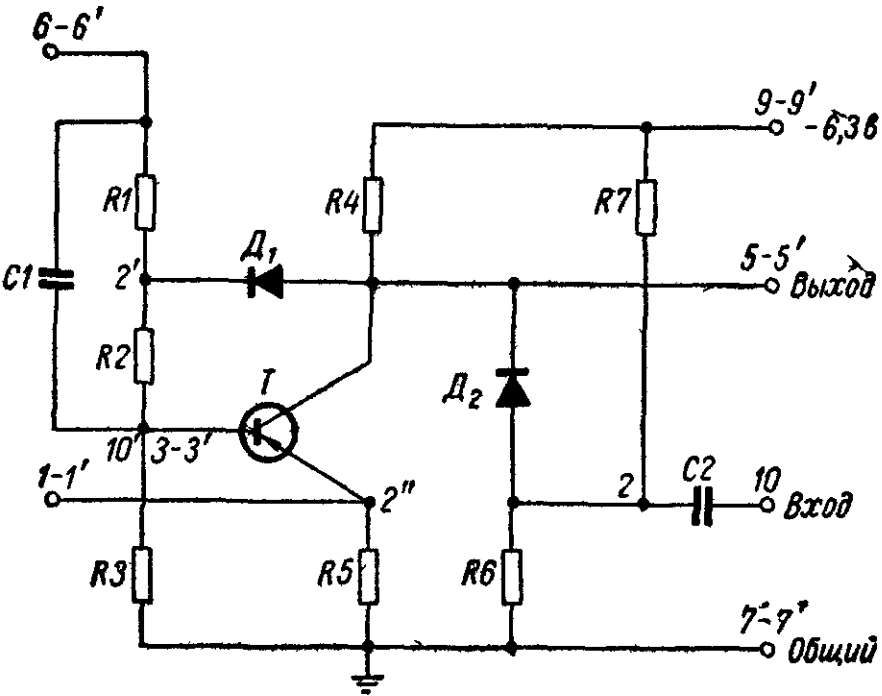 6-6'
9-9'
-6,3 в
R1
R4
R7
Д₁
5-5'
C1
2'
Выход
R2
Т
Д₂
10'
3-3'
1-1'
2"
2
C2
10
Вход
R3
R5
R6
7-7'
Общий